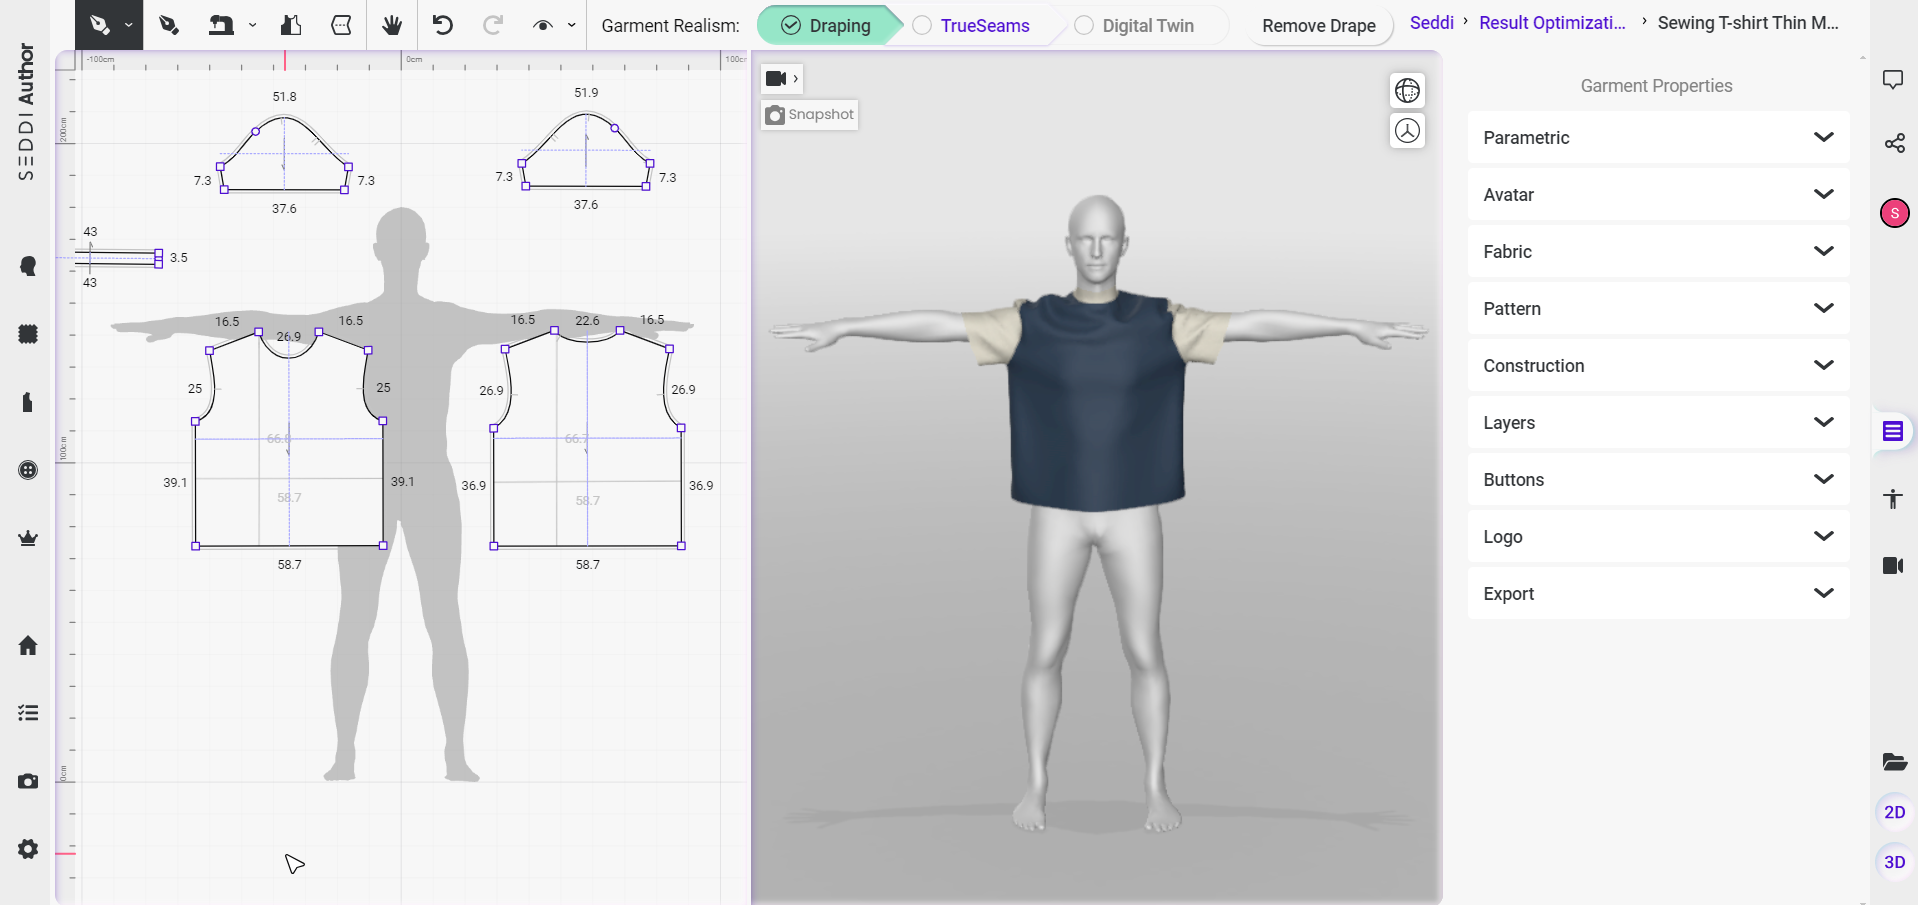 SEDDI Author
Garment Realism:
Draping
TrueSeams
Digital Twin
Remove Drape
Seddi › Result Optimizati... › Sewing T-shirt Thin M...
-100cm
0cm
100cm
200cm
100cm
0cm
51.8
7.3
7.3
37.6
51.9
7.3
7.3
37.6
43
3.5
43
16.5
26.9
16.5
25
25
66.8
39.1
39.1
58.7
58.7
16.5
22.6
16.5
26.9
26.9
66.7
36.9
36.9
58.7
58.7
Snapshot
Garment Properties
Parametric
Avatar
Fabric
Pattern
Construction
Layers
Buttons
Logo
Export
S
2D
3D